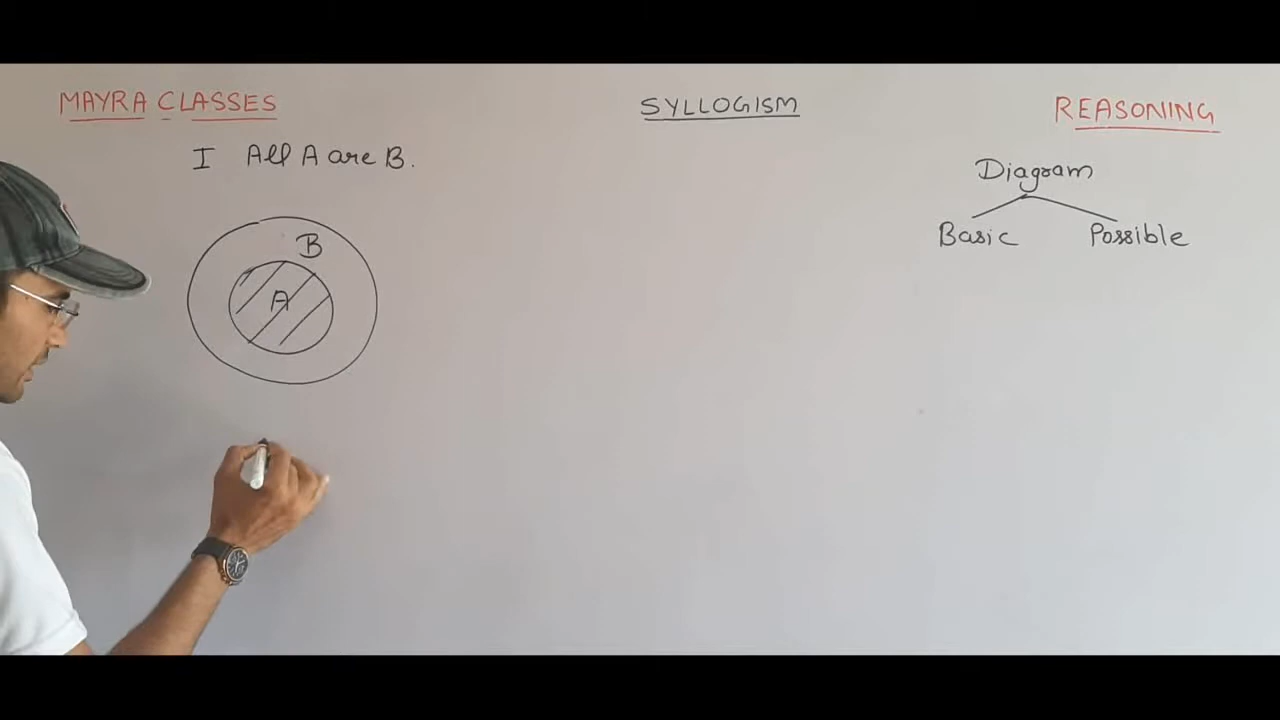 MAYRA CLASSES
SYLLOGISM
REASONING
I All A are B.
Diagram
Basic Possible
B
A